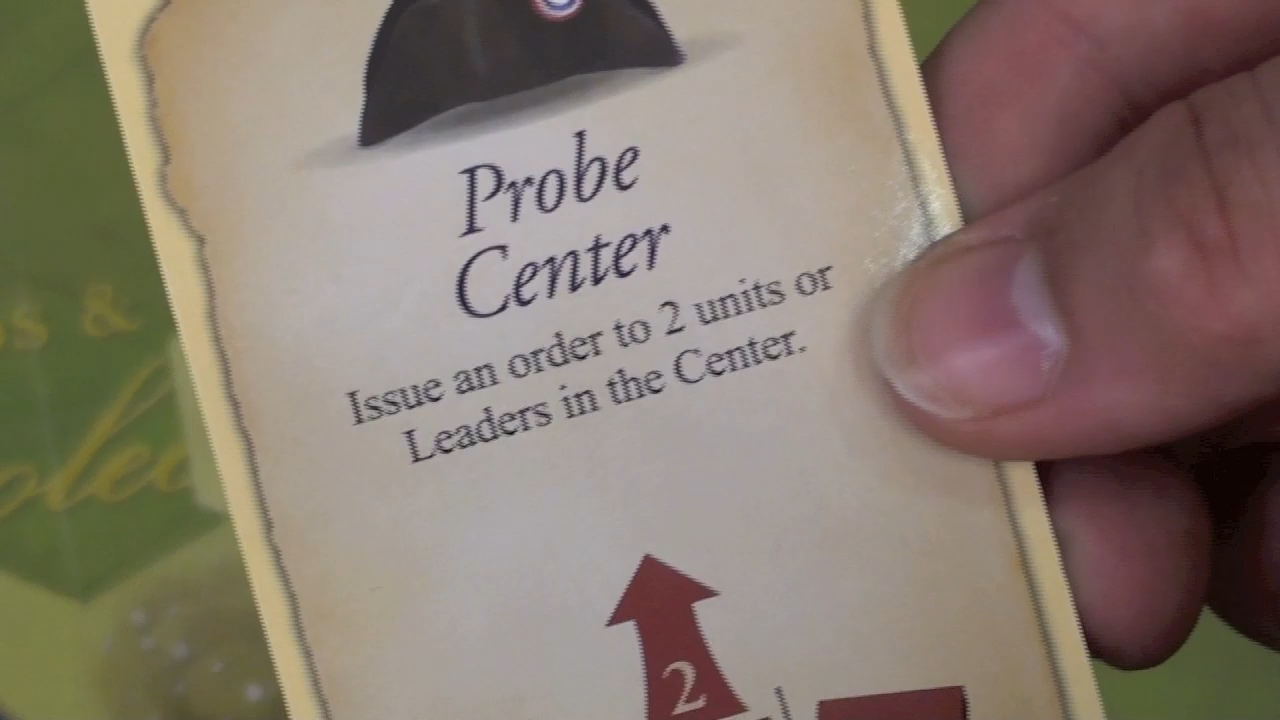 Probe
Center
Issue an order to 2 units or
Leaders in the Center.
2